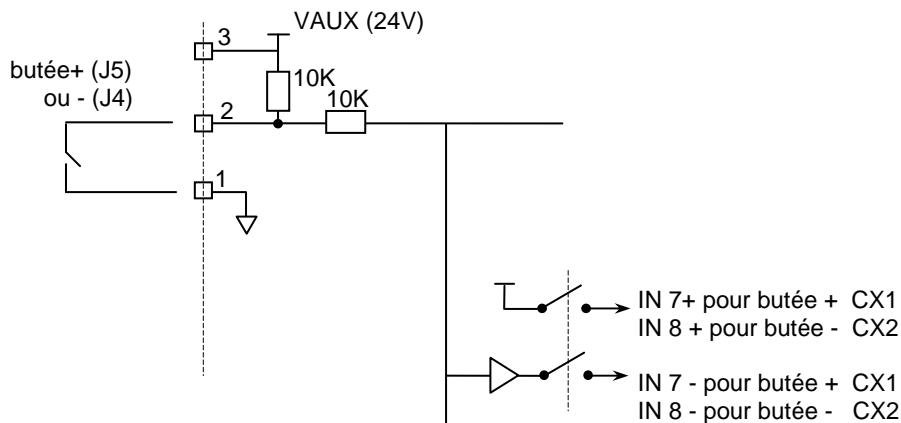 VAUX (24V)
3
butée+ (J5)
ou - (J4)
10K
10K
2
1
IN 7+ pour butée + CX1
IN 8 + pour butée - CX2
IN 7 - pour butée + CX1
IN 8 - pour butée - CX2